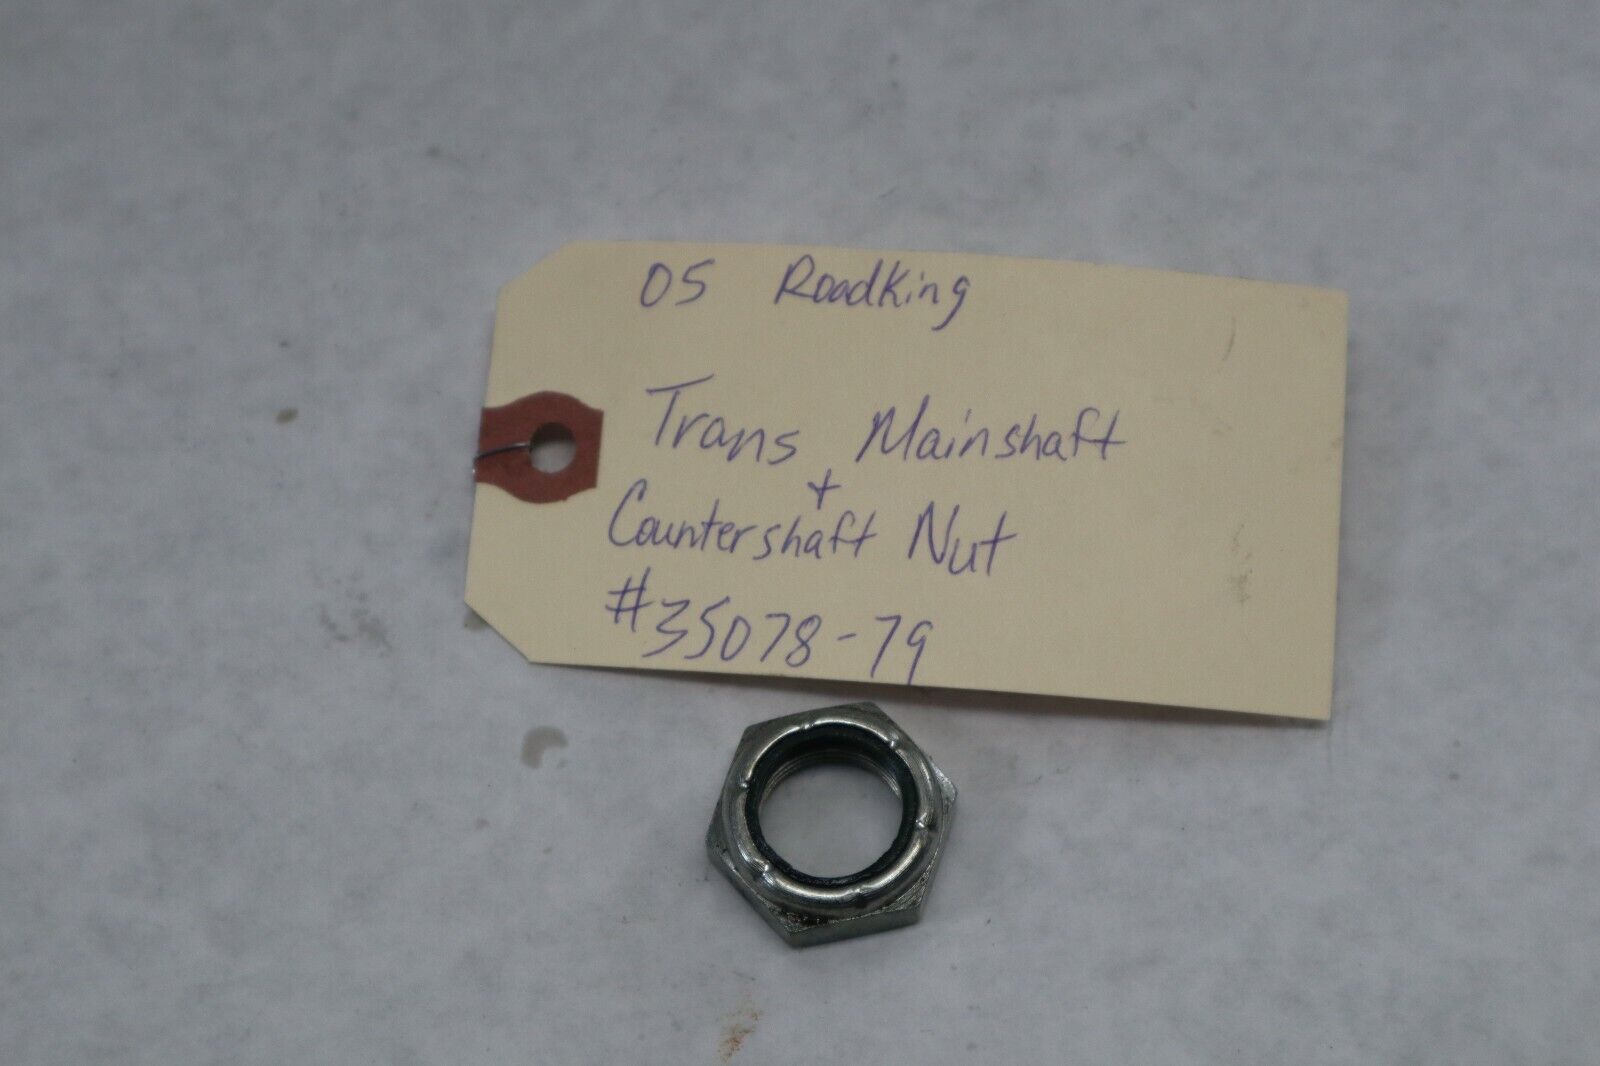 05 RoadKing
Trans Mainshaft
+
Countershaft Nut
#35078-79